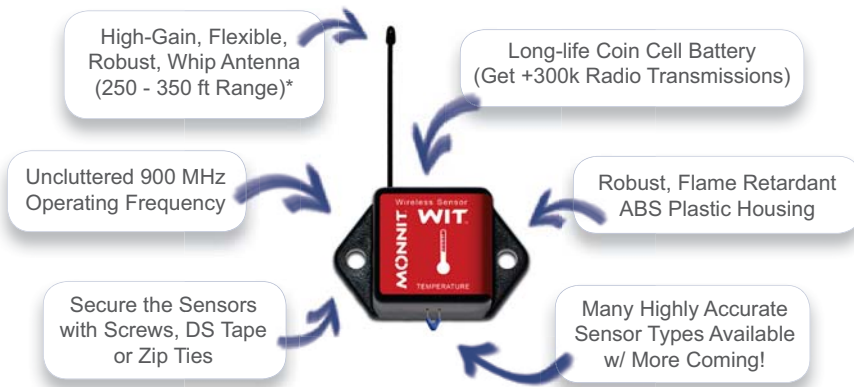 High-Gain, Flexible,
Robust, Whip Antenna
(250 - 350 ft Range)*
Long-life Coin Cell Battery
(Get +300k Radio Transmissions)
Uncluttered 900 MHz
Operating Frequency
Robust, Flame Retardant
ABS Plastic Housing
Wireless Sensor
WIT™
MONNIT
TEMPERATURE
Secure the Sensors
with Screws, DS Tape
or Zip Ties
Many Highly Accurate
Sensor Types Available
w/ More Coming!